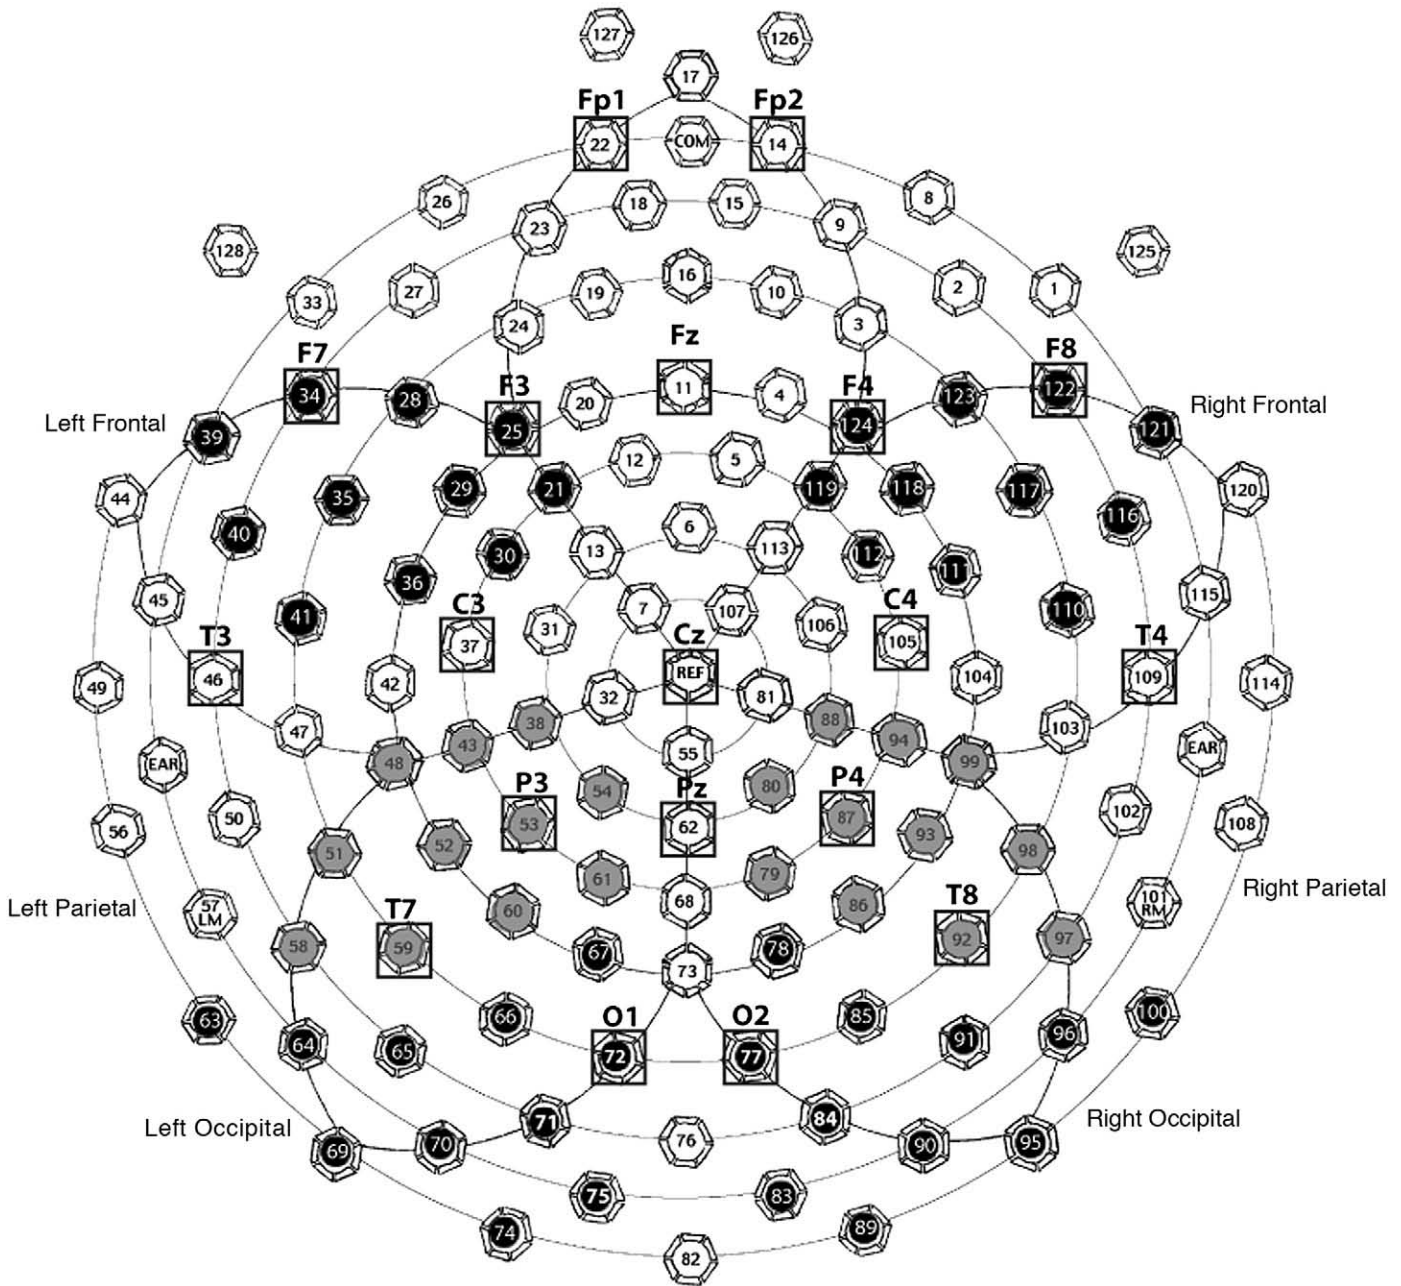 127
126
17
Fp1 Fp2
22 COM 14
26 8
18 15
23 9
128 125
16
27 19 10 2 1
33
24 3
Fz
F7 F8
11
34 28 F3 20 4 F4 123 122
Left Frontal Right Frontal
39 25 124 121
12 5
44 35 29 21 119 118 117 120
40 6 116
30 13 113 112
36 111
45 41 C3 7 107 C4 110 115
31 106
37 105
T3 Cz T4
46 REF 109
49 42 32 81 104 114
47 43 38 88 94 103
48 55 99 EAR
EAR
P3 54 Pz 80 P4
56 50 53 62 87 102 108
51 52 93 98
61 79
Left Parietal Right Parietal
57
LM
60 68 86 101
RM
T7 T8
58 59 67 78 92 97
73
63 66 O1 O2 85 100
64 65 72 77 91 96
Left Occipital Right Occipital
71 84
69 70 76 90 95
75 83
74 89
82